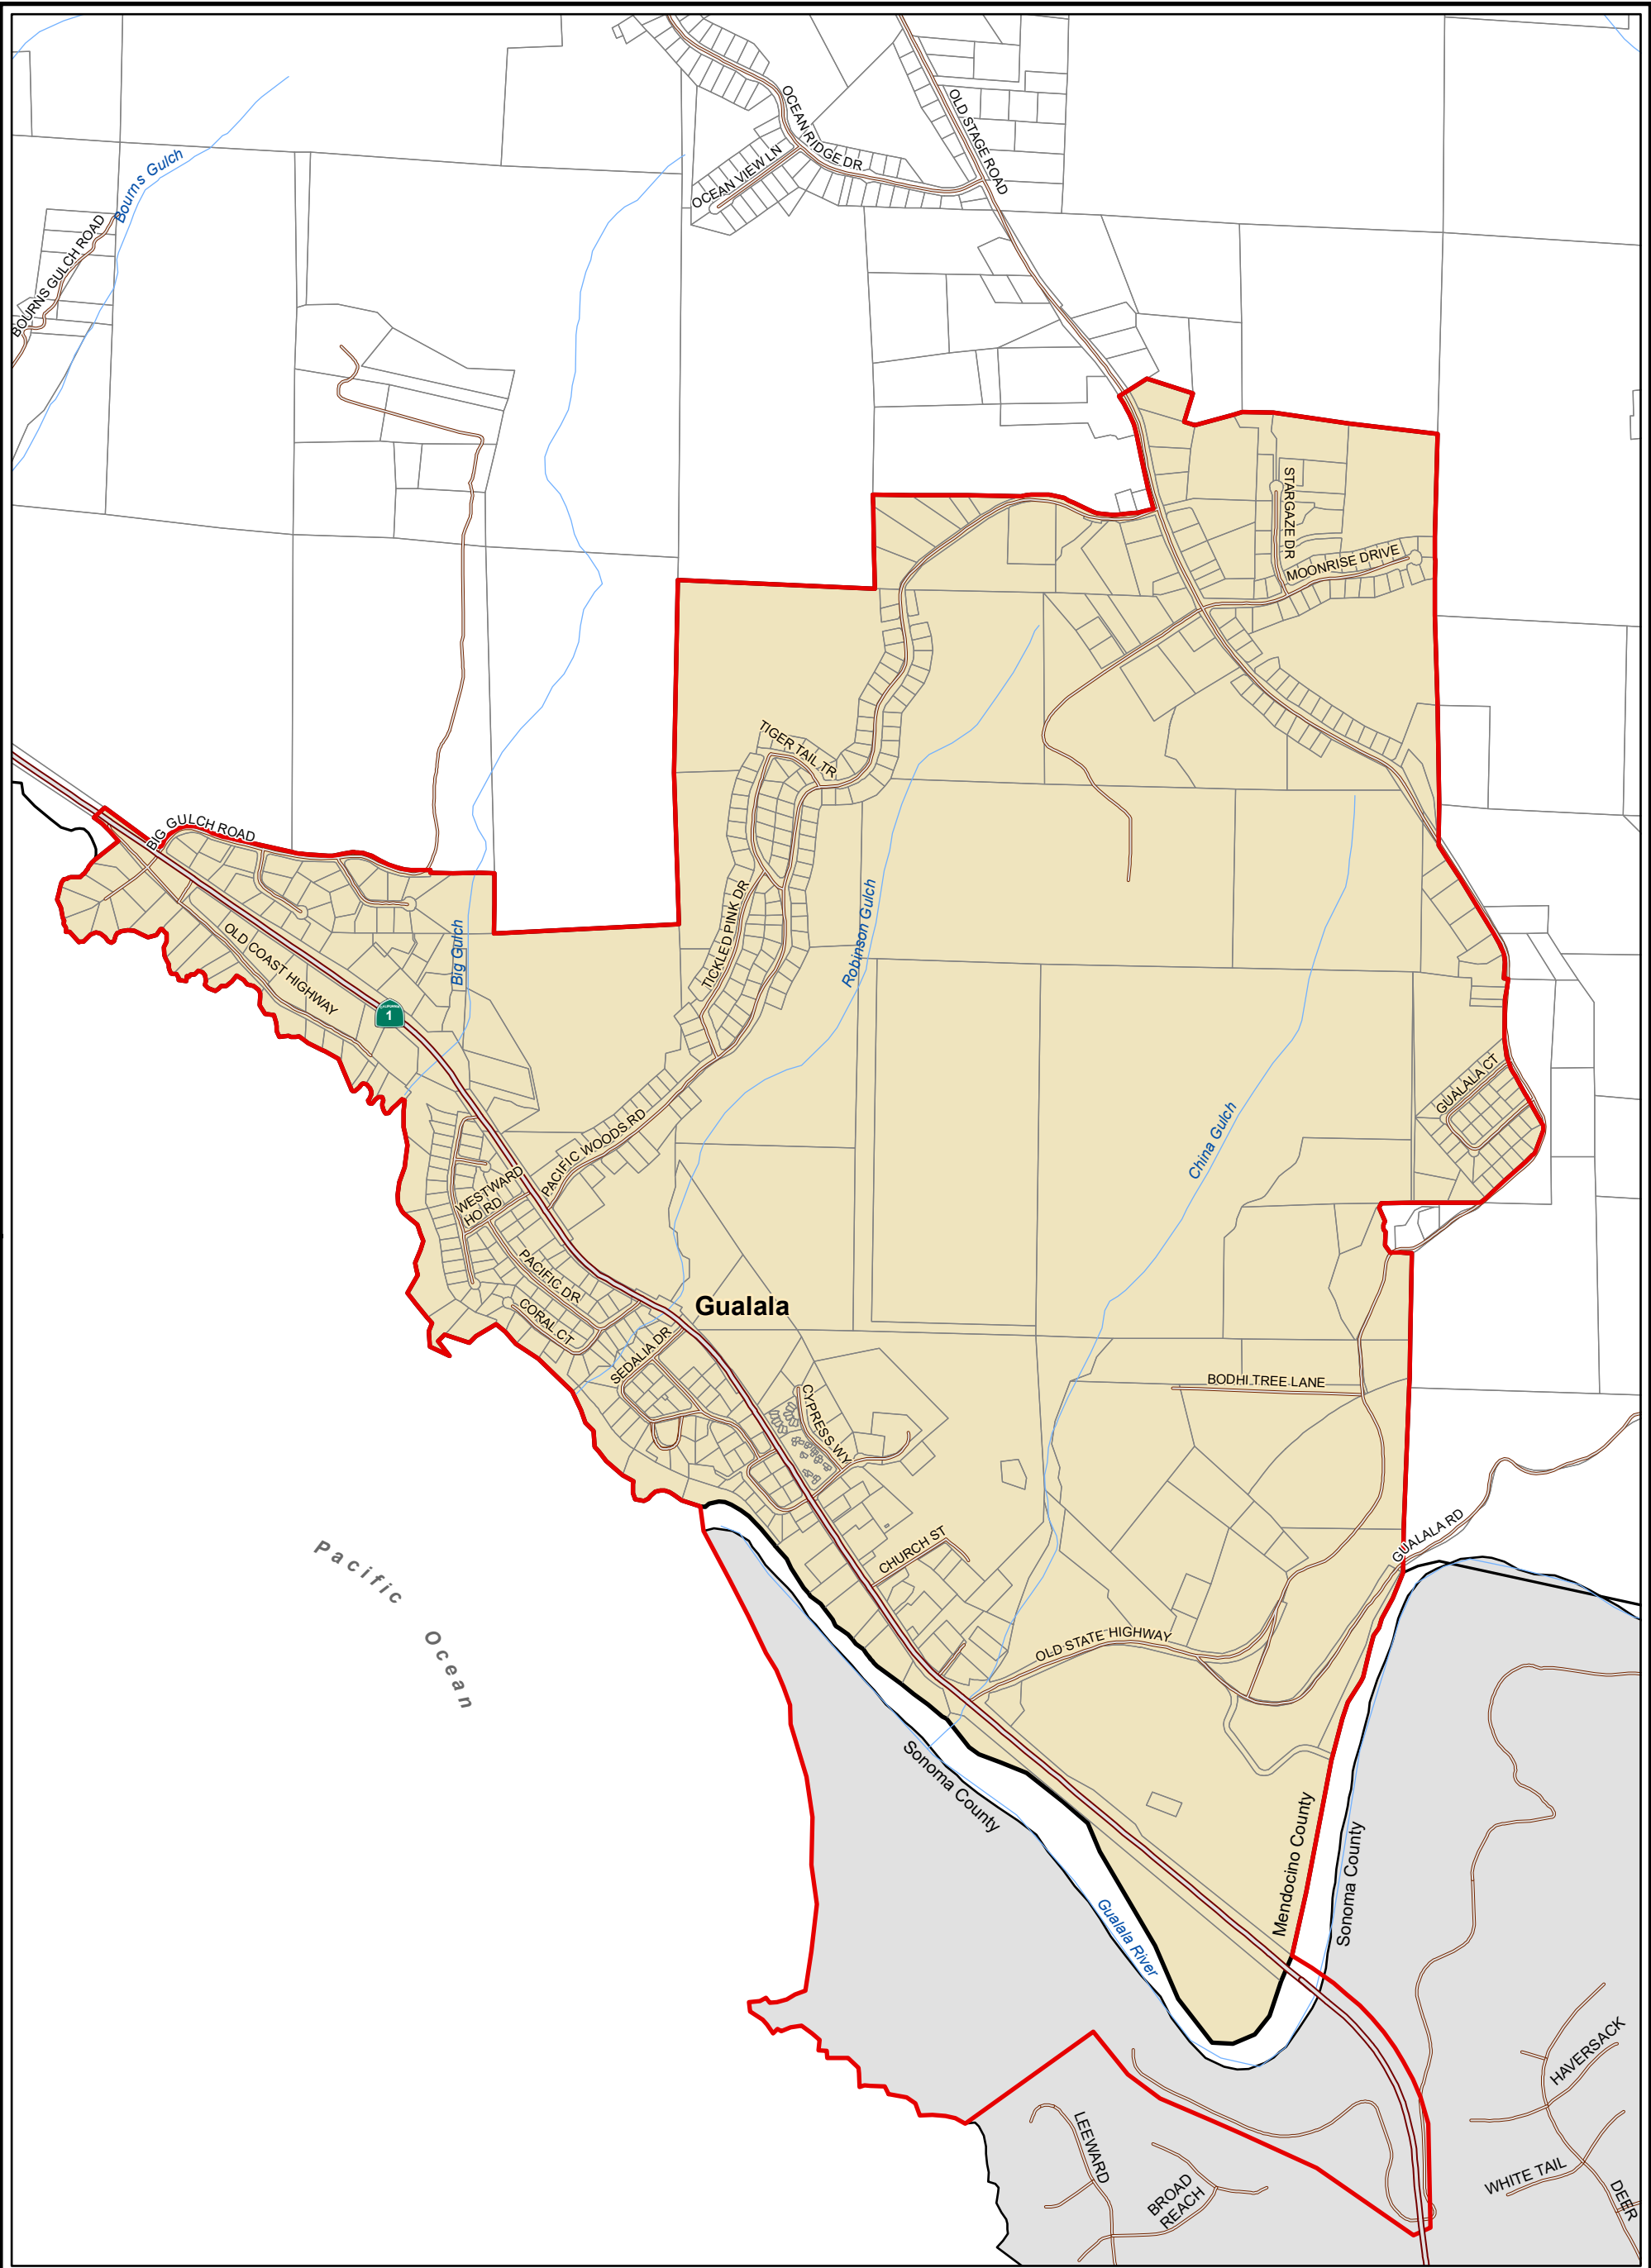 OCEAN RIDGE DR
OLD STAGE ROAD
OCEAN VIEW LN
Bourns Gulch
BOURNS GULCH ROAD
STARGAZE DR
MOONRISE DRIVE
TIGER TAIL TR
BIG GULCH ROAD
TICKLED PINK DR
Robinson Gulch
Big Gulch
OLD COAST HIGHWAY
CALIFORNIA
1
GUALALA CT
China Gulch
PACIFIC WOODS RD
WESTWARD
HO RD
PACIFIC DR
CORAL CT
Gualala
SEDALIA DR
BODHI TREE LANE
CYPRESS WY
GUALALA RD
CHURCH ST
Pacific
Ocean
OLD STATE HIGHWAY
Sonoma County
Mendocino County
Sonoma County
Gualala River
HAVERSACK
LEEWARD
BROAD
REACH
WHITE TAIL
DEER